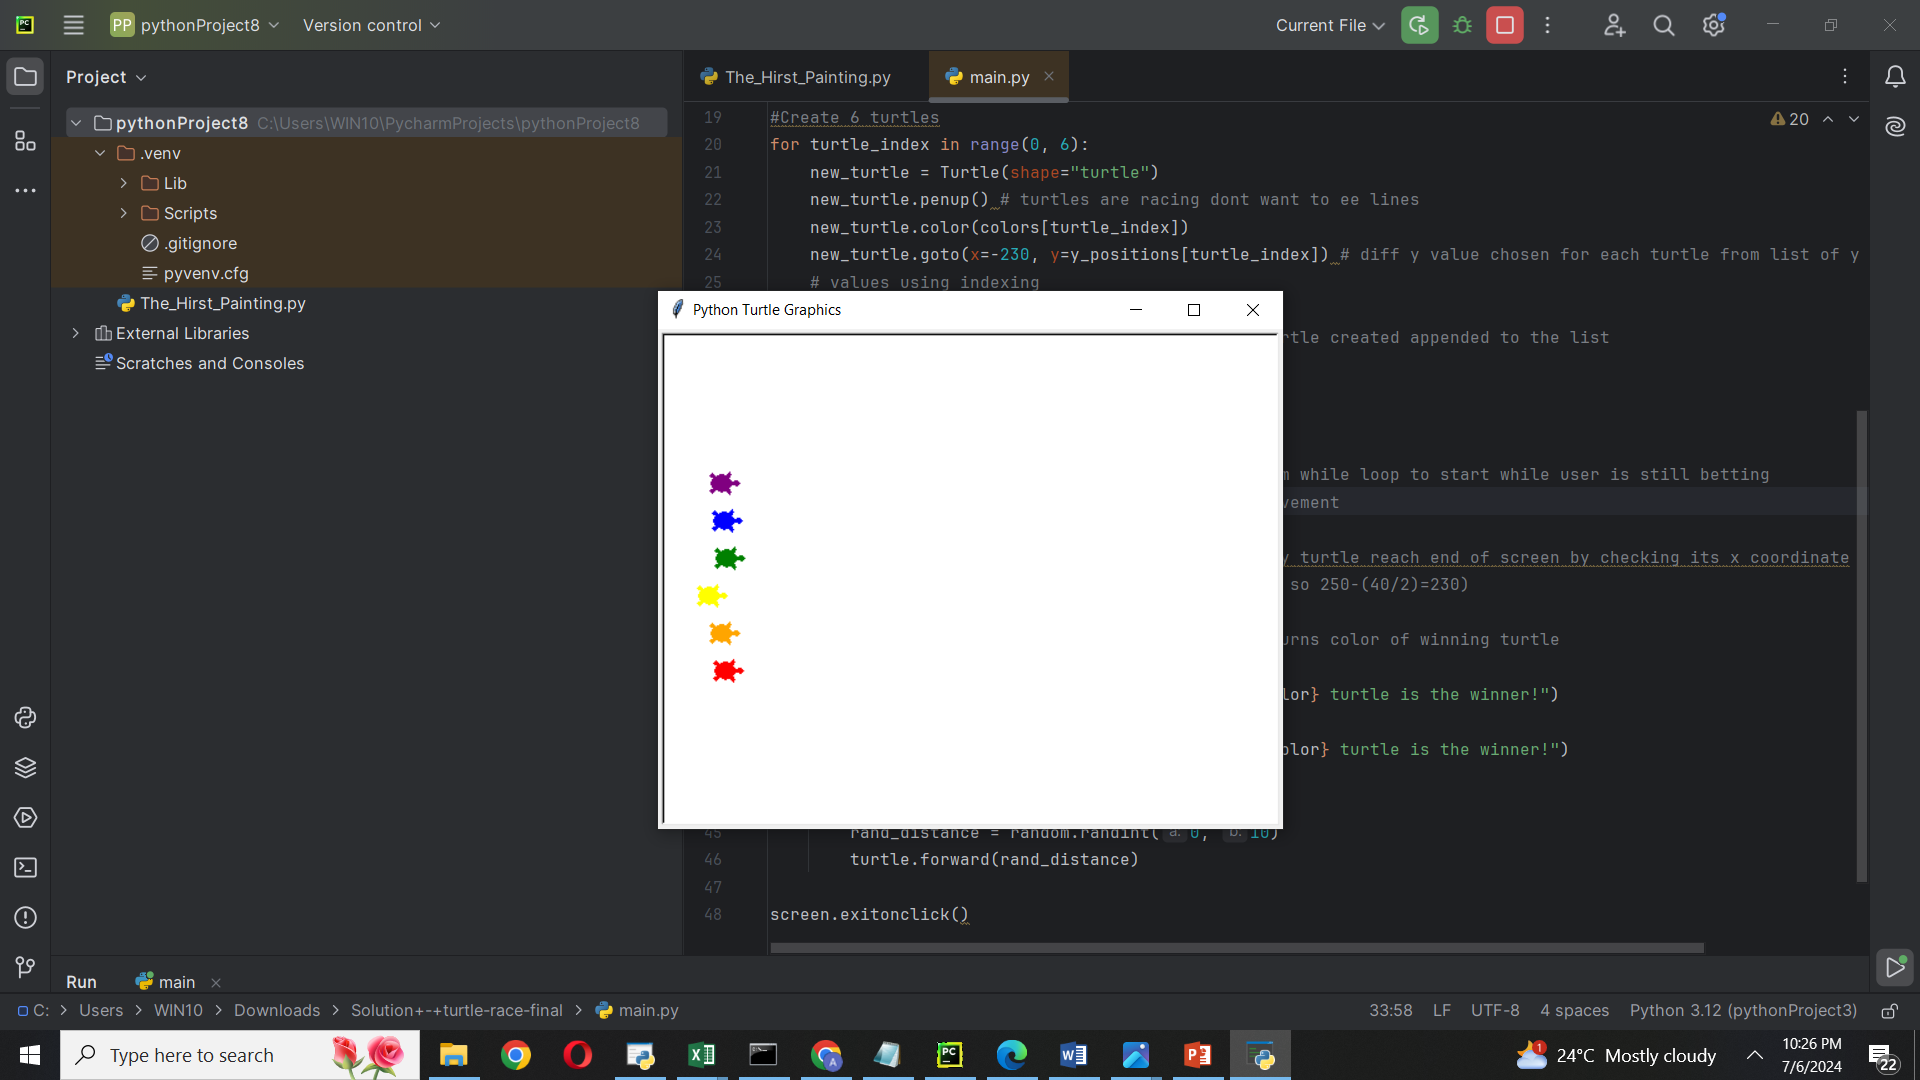 PC
PP pythonProject8
Version control
Current File
Project
The_Hirst_Painting.py
main.py
pythonProject8 C:\Users\WIN10\PycharmProjects\pythonProject8
.venv
Lib
Scripts
.gitignore
pyvenv.cfg
The_Hirst_Painting.py
External Libraries
Scratches and Consoles
20
19 #Create 6 turtles
20 for turtle_index in range(0, 6):
21 new_turtle = Turtle(shape="turtle")
22 new_turtle.penup() # turtles are racing dont want to ee lines
23 new_turtle.color(colors[turtle_index])
24 new_turtle.goto(x=-230, y=y_positions[turtle_index]) # diff y value chosen for each turtle from list of y
25 # values using indexing
Python Turtle Graphics
tle created appended to the list
while loop to start while user is still betting
vement
y turtle reach end of screen by checking its x coordinate
so 250-(40/2)=230)
urns color of winning turtle
lor} turtle is the winner!")
olor} turtle is the winner!")
45 rand_distance = random.randint( a: 0, b: 10)
46 turtle.forward(rand_distance)
47
48 screen.exitonclick()
Run
main
C: > Users > WIN10 > Downloads > Solution+-+turtle-race-final > main.py
33:58 LF UTF-8 4 spaces Python 3.12 (pythonProject3)
Type here to search
24°C Mostly cloudy
10:26 PM
7/6/2024
22